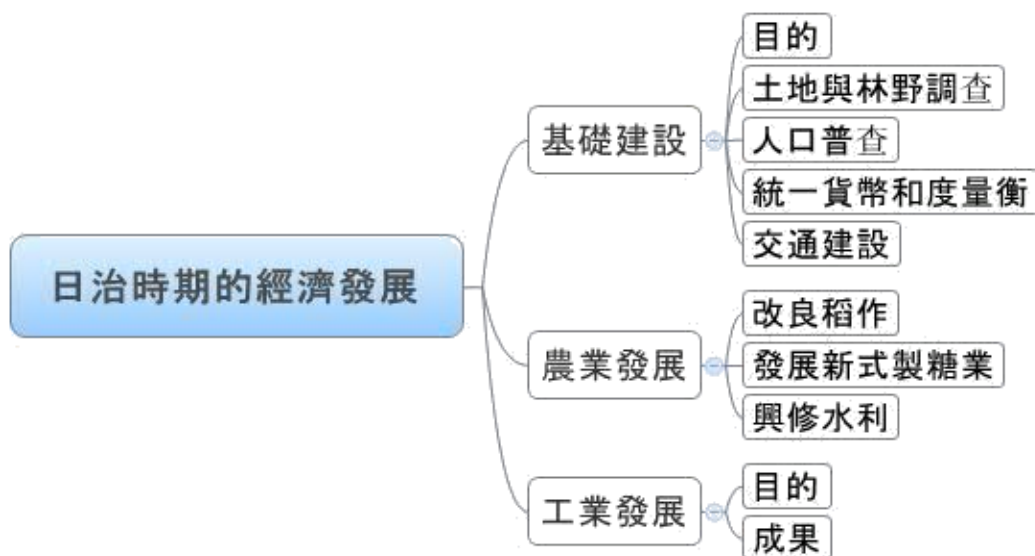 日治時期的經濟發展
基礎建設
目的
土地與林野調查
人口普查
統一貨幣和度量衡
交通建設
農業發展
改良稻作
發展新式製糖業
興修水利
工業發展
目的
成果